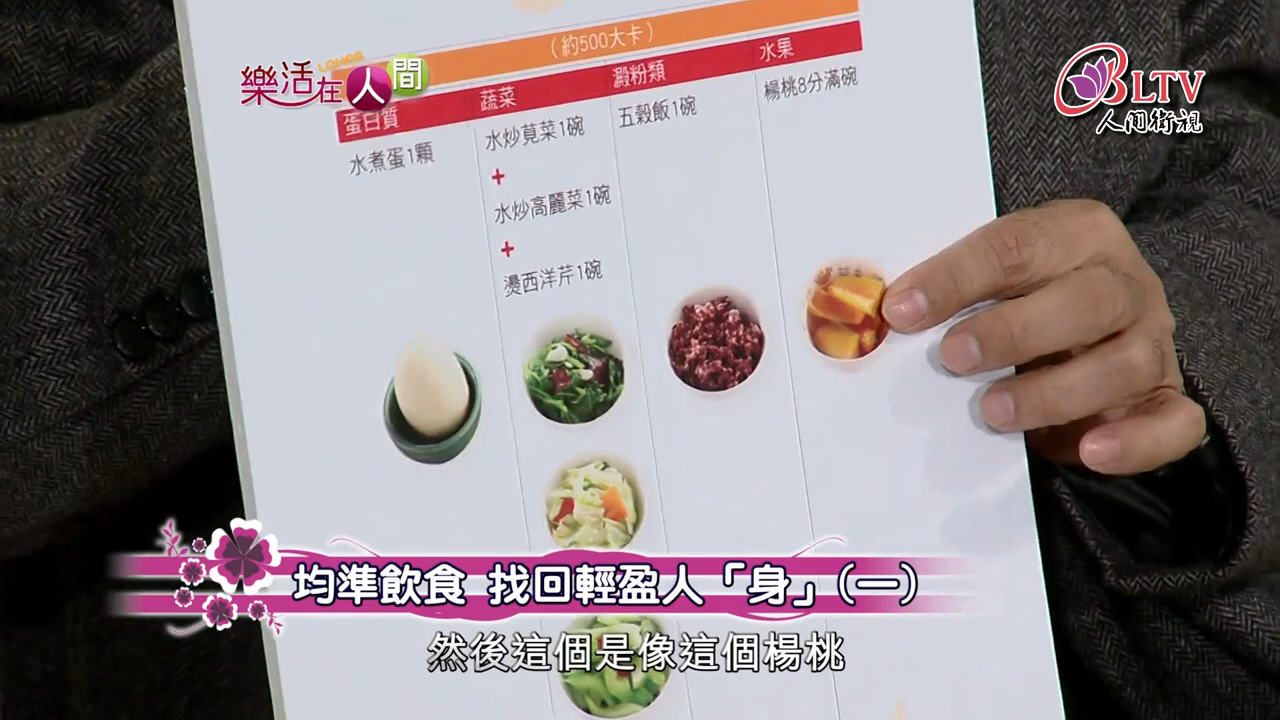 （約500大卡）
樂活在人間
LOHAS
BLTV
人間衛視
蛋白質
蔬菜
澱粉類
水果
水煮蛋1顆
水炒莧菜1碗
+
水炒高麗菜1碗
+
燙西洋芹1碗
五穀飯1碗
楊桃8分滿碗
均準飲食 找回輕盈人「身」（一）
然後這個是像這個楊桃